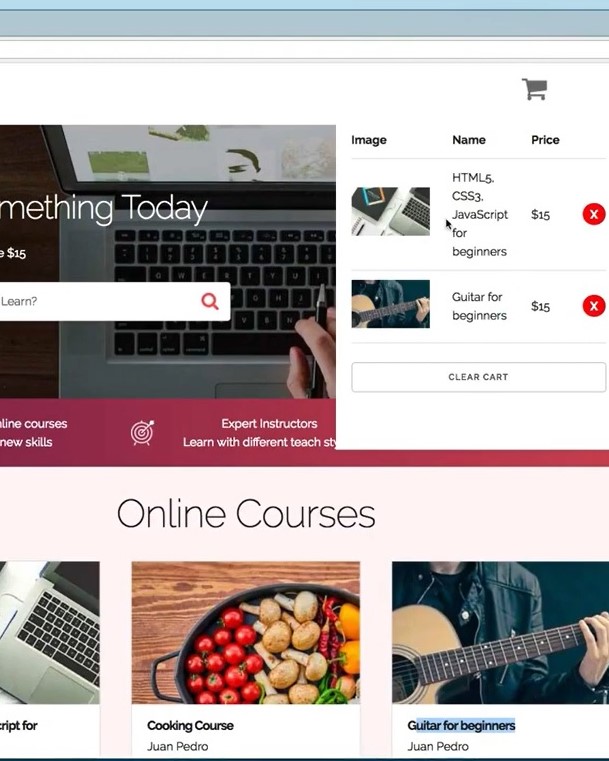 Image Name Price
HTML5,
CSS3,
JavaScript
for
beginners
$15
X
Guitar for
beginners
$15
X
CLEAR CART
mething Today
e $15
Learn?
nline courses
new skills
Expert Instructors
Learn with different teach sty
Online Courses
cript for
Cooking Course
Juan Pedro
Guitar for beginners
Juan Pedro